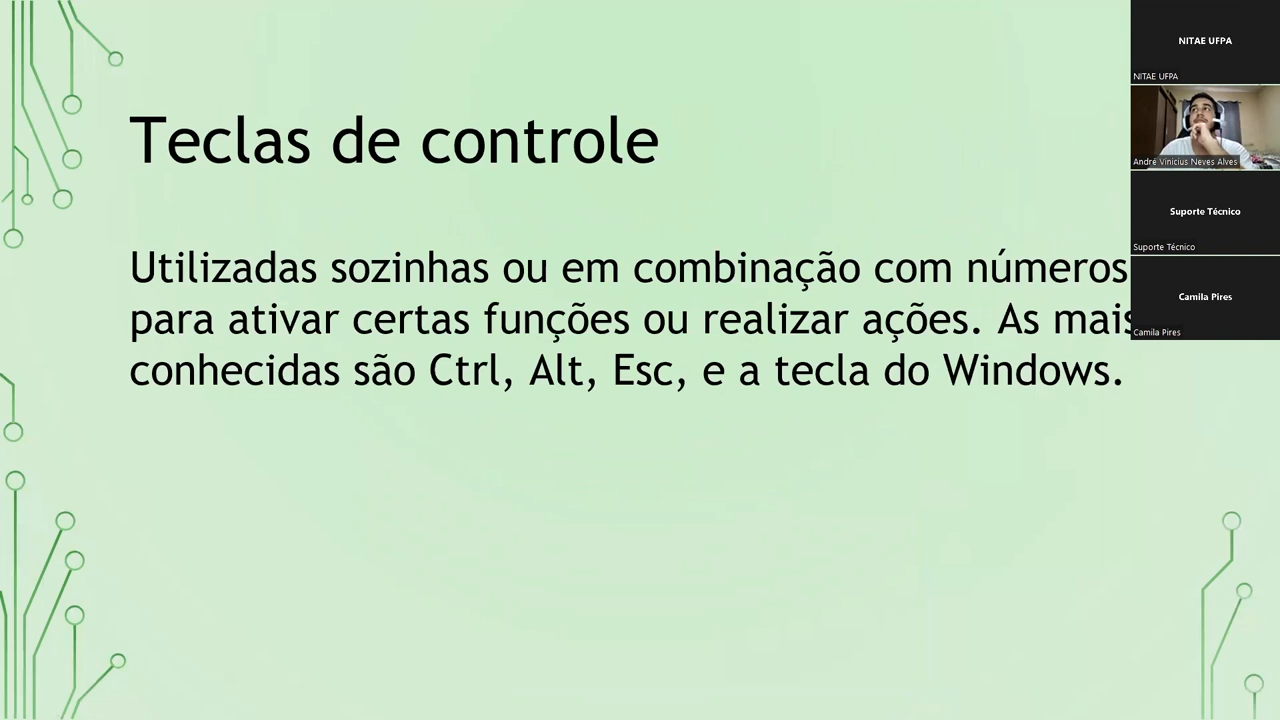 Teclas de controle
Utilizadas sozinhas ou em combinação com números
para ativar certas funções ou realizar ações. As mais
conhecidas são Ctrl, Alt, Esc, e a tecla do Windows.
NITAE UFPA
NITAE UFPA
André Vinicius Neves Alves
Suporte Técnico
Suporte Técnico
Camila Pires
Camila Pires